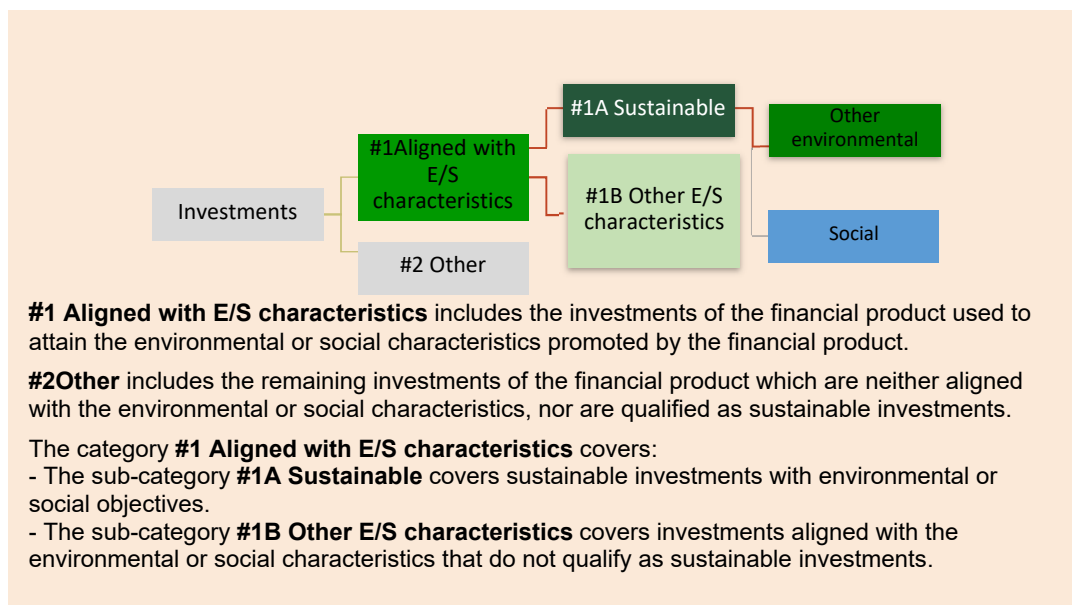 #1A Sustainable
Other
environmental
#1Aligned with
E/S
characteristics
#1B Other E/S
characteristics
Investments
Social
#2 Other
#1 Aligned with E/S characteristics includes the investments of the financial product used to
attain the environmental or social characteristics promoted by the financial product.
#2Other includes the remaining investments of the financial product which are neither aligned
with the environmental or social characteristics, nor are qualified as sustainable investments.
The category #1 Aligned with E/S characteristics covers:
- The sub-category #1A Sustainable covers sustainable investments with environmental or
social objectives.
- The sub-category #1B Other E/S characteristics covers investments aligned with the
environmental or social characteristics that do not qualify as sustainable investments.